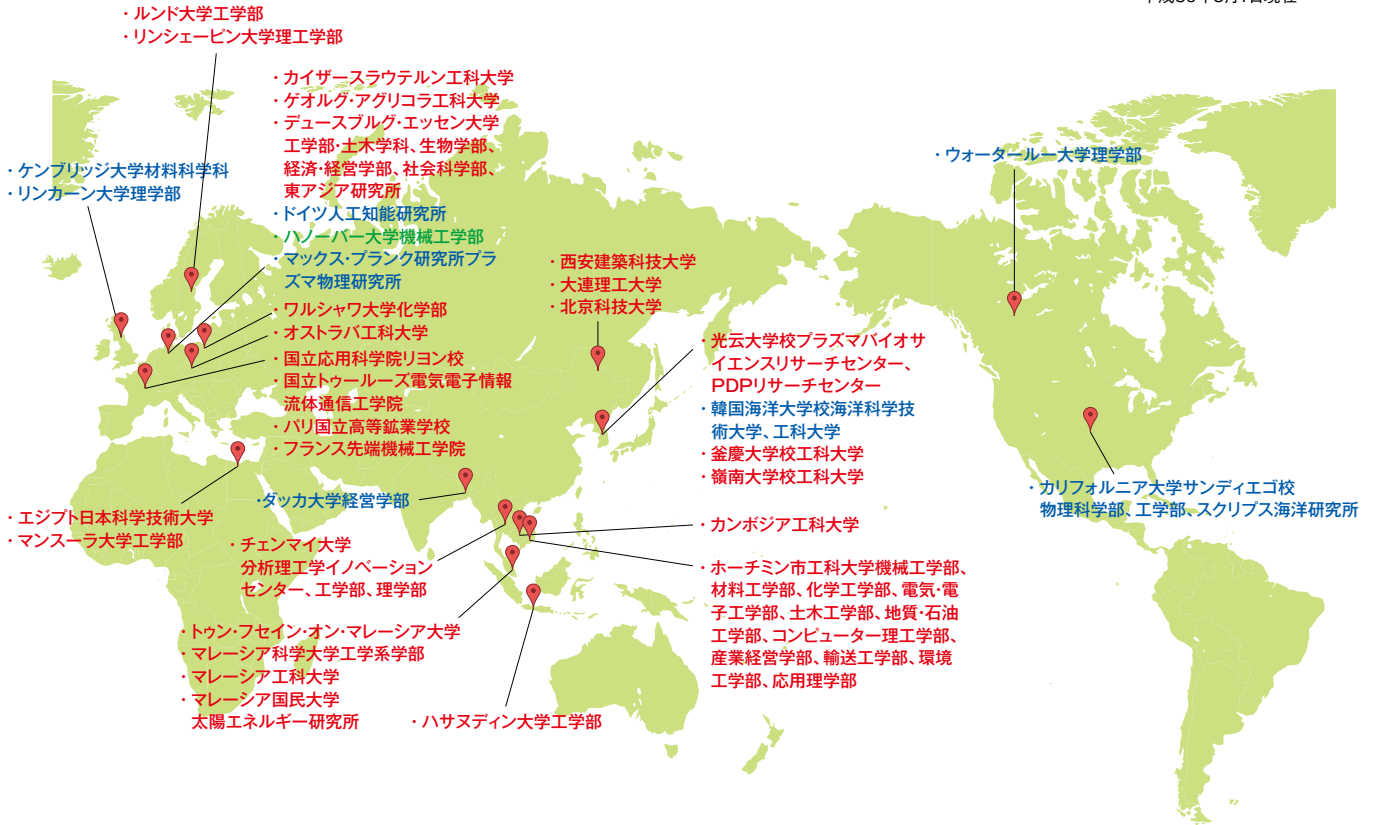 ・ルンド大学工学部
・リンシェーピン大学理工学部
・カイザースラウテルン工科大学
・ゲオルグ・アグリコラ工科大学
・デュースブルグ・エッセン大学
工学部・土木学科、生物学部、
経済・経営学部、社会科学部、
東アジア研究所
・ドイツ人工知能研究所
・ハノーバー大学機械工学部
・マックス・プランク研究所プラ
ズマ物理研究所
・ケンブリッジ大学材料科学科
・リンカーン大学理学部
・ワルシャワ大学化学部
・オストラバ工科大学
・国立応用科学院リヨン校
・国立トゥールーズ電気電子情報
流体通信工学院
・パリ国立高等鉱業学校
・フランス先端機械工学院
・西安建築科技大学
・大連理工大学
・北京科技大学
・光云大学校プラズマバイオサ
イエンスリサーチセンター、
PDPリサーチセンター
・韓国海洋大学校海洋科学技
術大学、工科大学
・釜慶大学校工科大学
・嶺南大学校工科大学
・ウォータールー大学理学部
・カリフォルニア大学サンディエゴ校
物理科学部、工学部、スクリプス海洋研究所
・エジプト日本科学技術大学
・マンスーラ大学工学部
・ダッカ大学経営学部
・チェンマイ大学
分析理工学イノベーション
センター、工学部、理学部
・トゥン・フセイン・オン・マレーシア大学
・マレーシア科学大学工学系学部
・マレーシア工科大学
・マレーシア国民大学
太陽エネルギー研究所
・ハサヌディン大学工学部
・カンボジア工科大学
・ホーチミン市工科大学機械工学部、
材料工学部、化学工学部、電気・電
子工学部、土木工学部、地質・石油
工学部、コンピューター理工学部、
産業経営学部、輸送工学部、環境
工学部、応用理学部